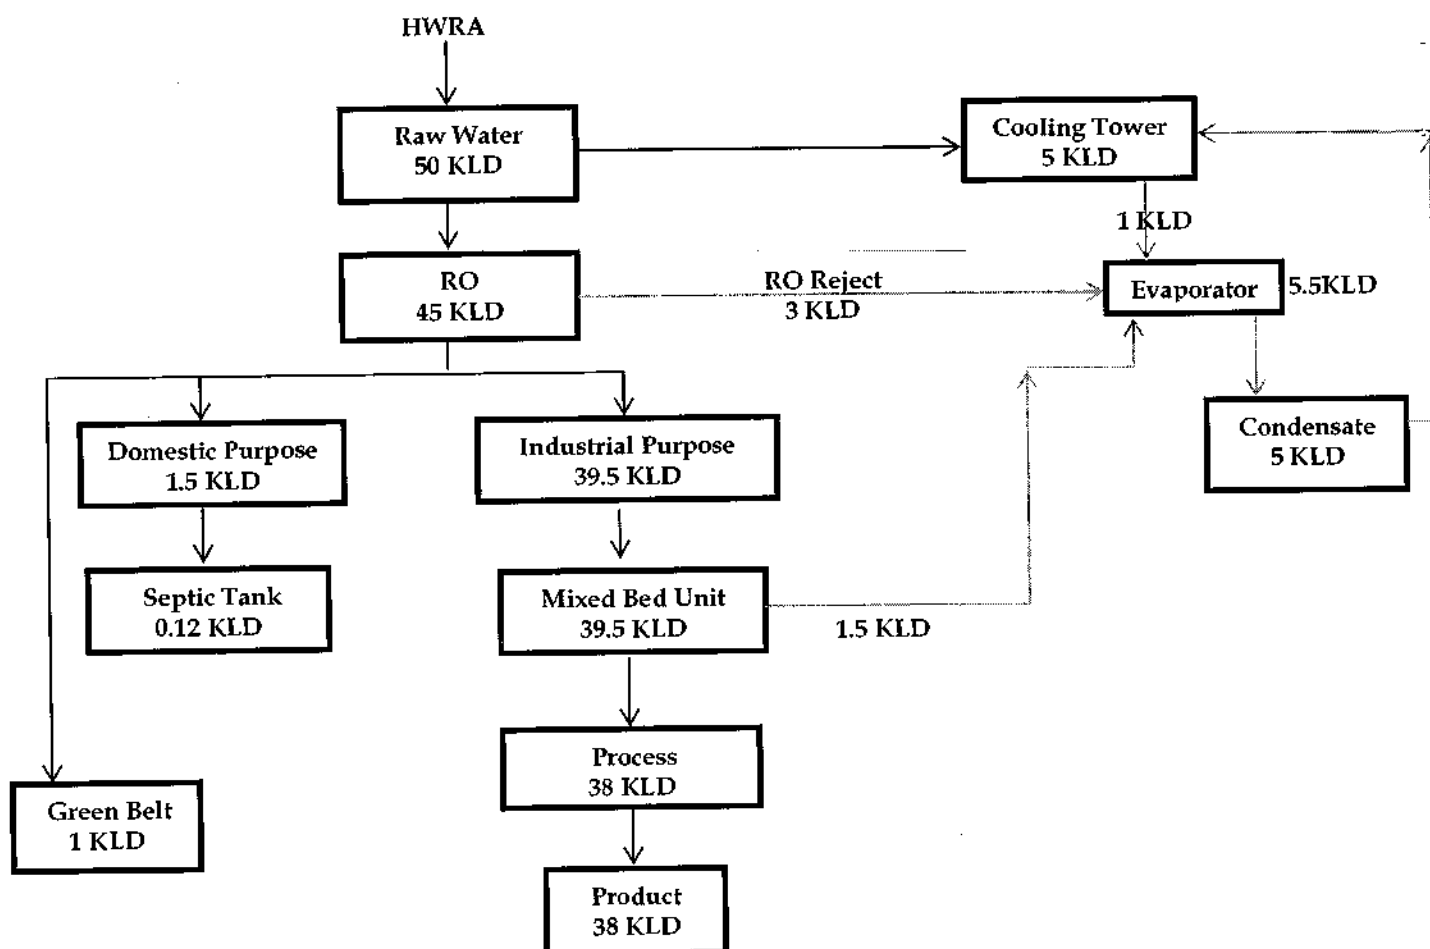 HWRA
Raw Water
50 KLD
Cooling Tower
5 KLD
1 KLD
RO
45 KLD
RO Reject
3 KLD
Evaporator
5.5KLD
Domestic Purpose
1.5 KLD
Industrial Purpose
39.5 KLD
Condensate
5 KLD
Septic Tank
0.12 KLD
Mixed Bed Unit
39.5 KLD
1.5 KLD
Process
38 KLD
Green Belt
1 KLD
Product
38 KLD